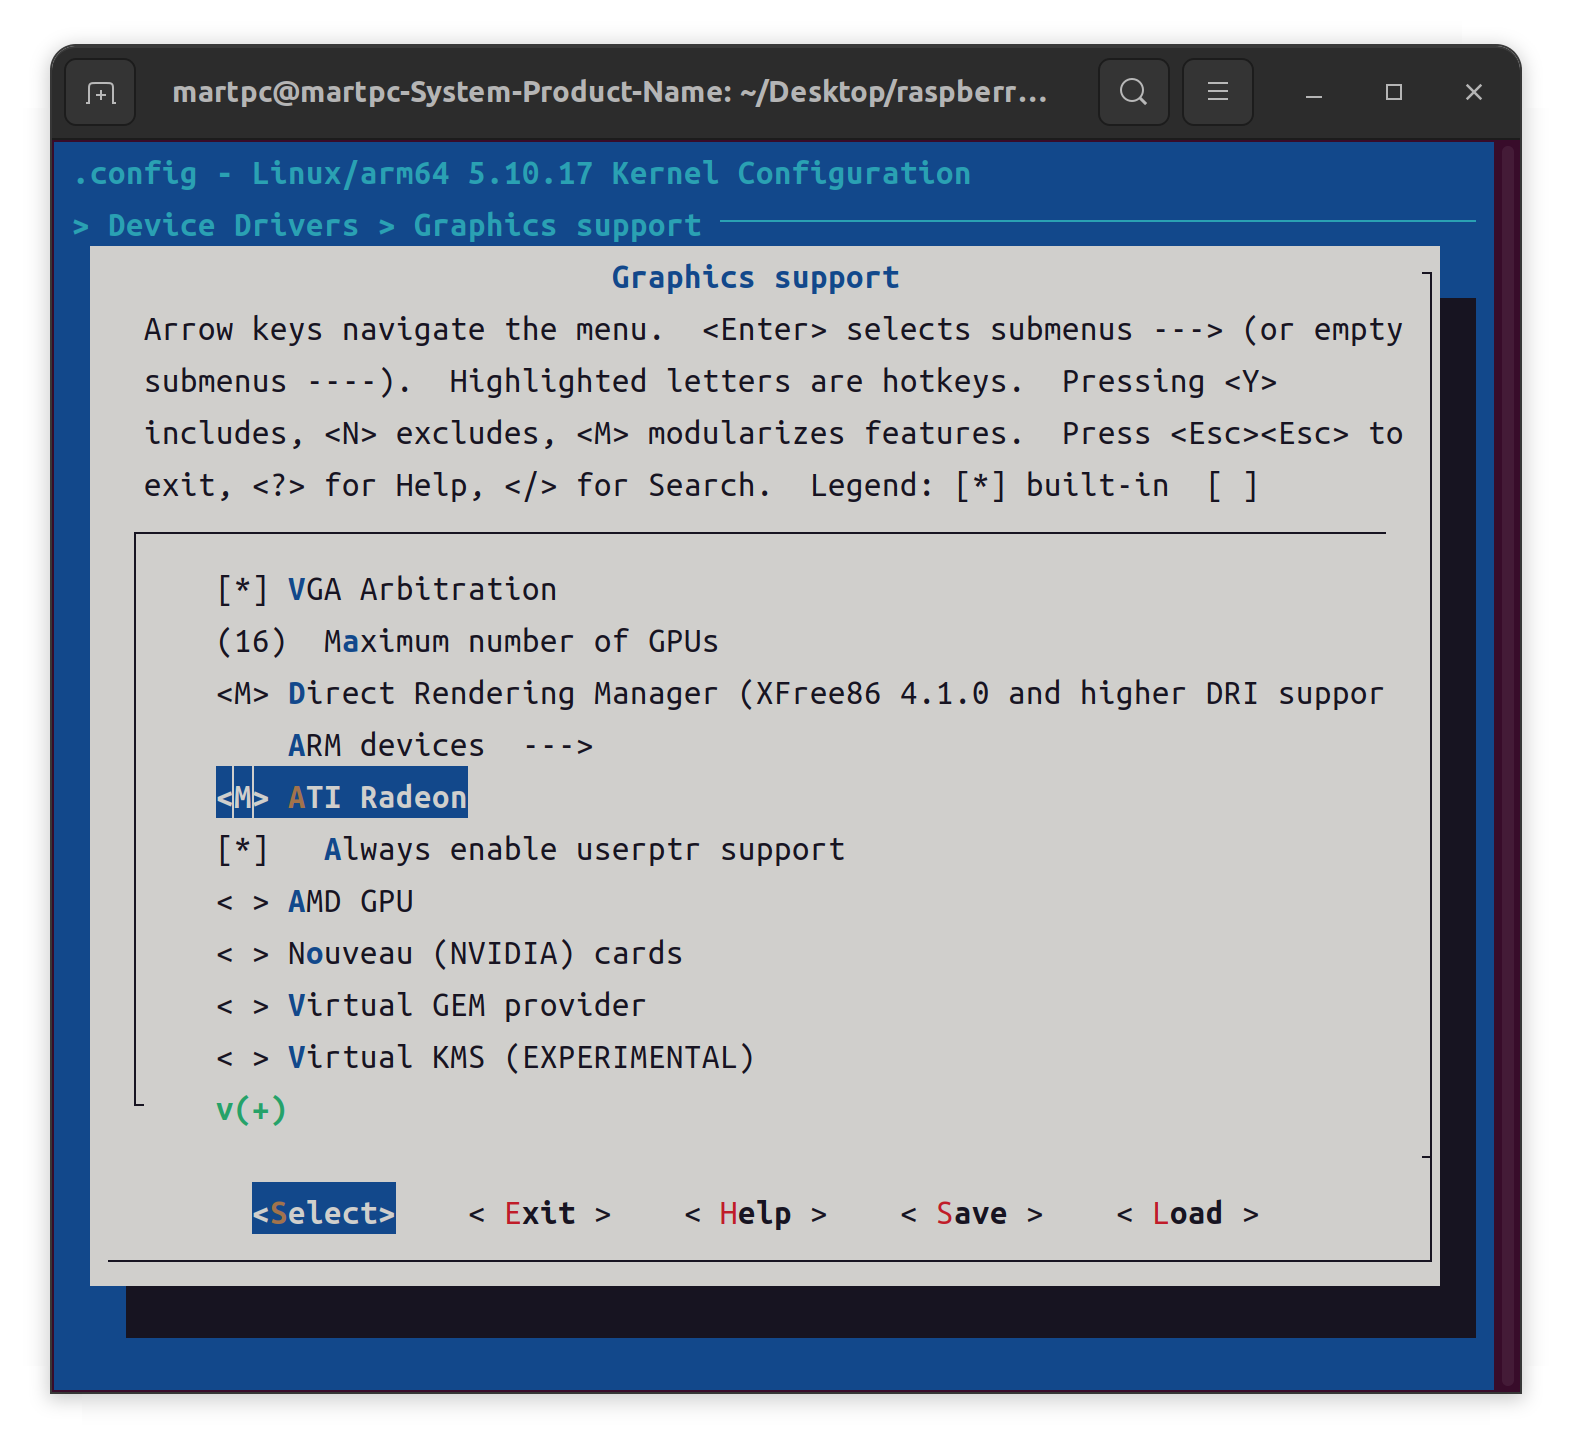 martpc@martpc-System-Product-Name: ~/Desktop/raspberr...
.config - Linux/arm64 5.10.17 Kernel Configuration
> Device Drivers > Graphics support
Graphics support
Arrow keys navigate the menu.  <Enter> selects submenus ---> (or empty
submenus ----).  Highlighted letters are hotkeys.  Pressing <Y>
includes, <N> excludes, <M> modularizes features.  Press <Esc><Esc> to
exit, <?> for Help, </> for Search.  Legend: [*] built-in  [ ]
[*] VGA Arbitration
(16)  Maximum number of GPUs
<M> Direct Rendering Manager (XFree86 4.1.0 and higher DRI suppor
ARM devices  --->
<M> ATI Radeon
[*]   Always enable userptr support
< > AMD GPU
< > Nouveau (NVIDIA) cards
< > Virtual GEM provider
< > Virtual KMS (EXPERIMENTAL)
v(+)
<Select>    < Exit >    < Help >    < Save >    < Load >